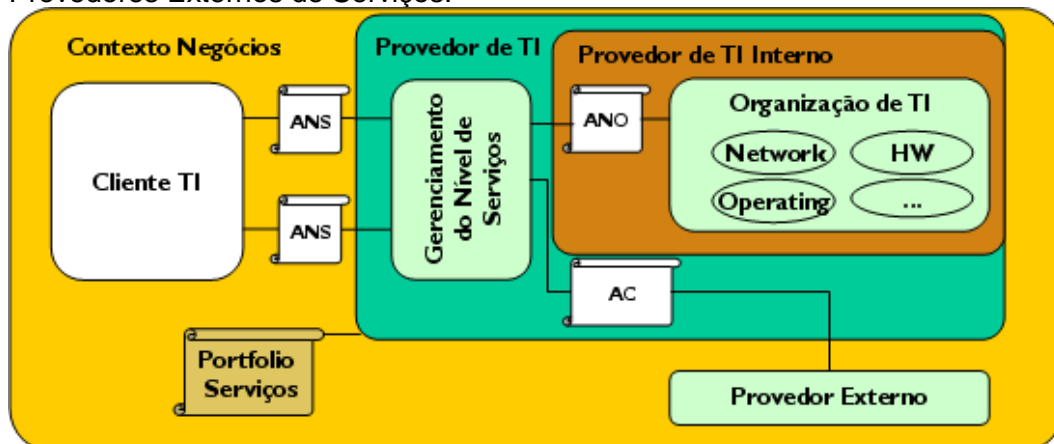 Provedores Externos de Serviços.
Contexto Negócios
Provedor de TI
Provedor de TI Interno
Cliente TI
ANS
ANS
Gerenciamento
do Nível de
Serviços
ANO
Organização de TI
Network
HW
Operating
...
AC
Portfolio
Serviços
Provedor Externo